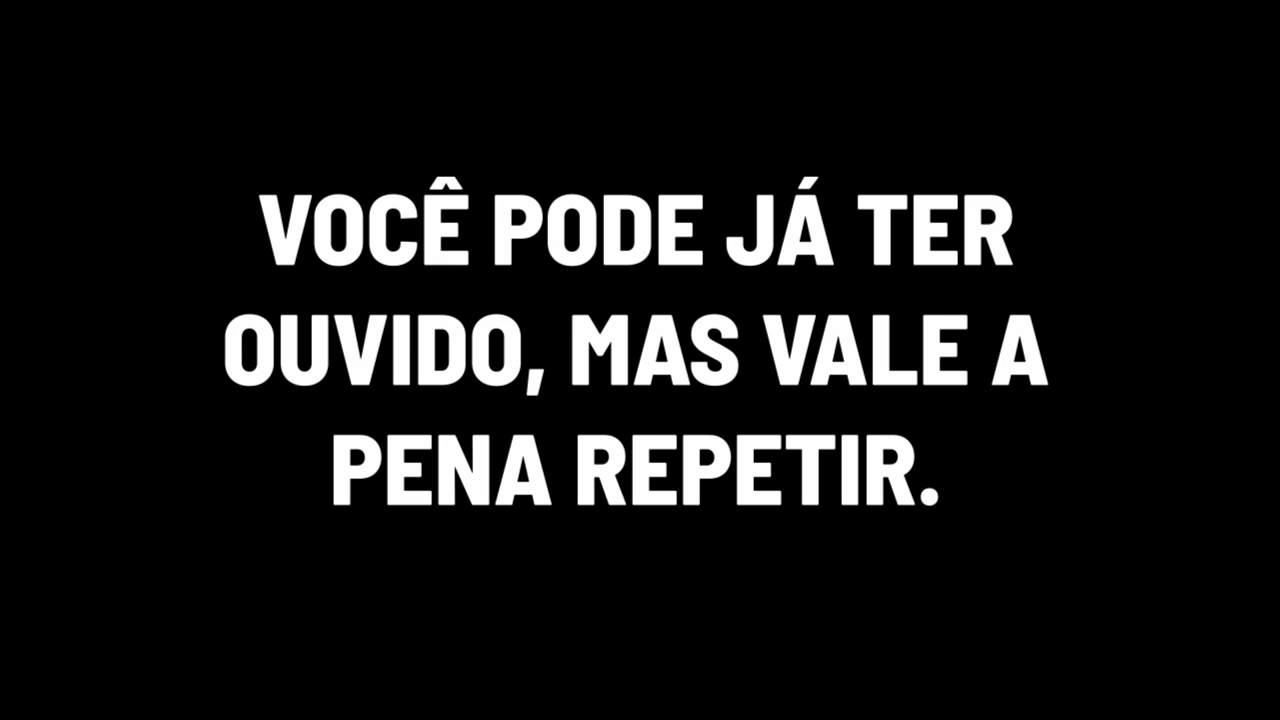 VOCÊ PODE JÁ TER
OUVIDO, MAS VALE A
PENA REPETIR.